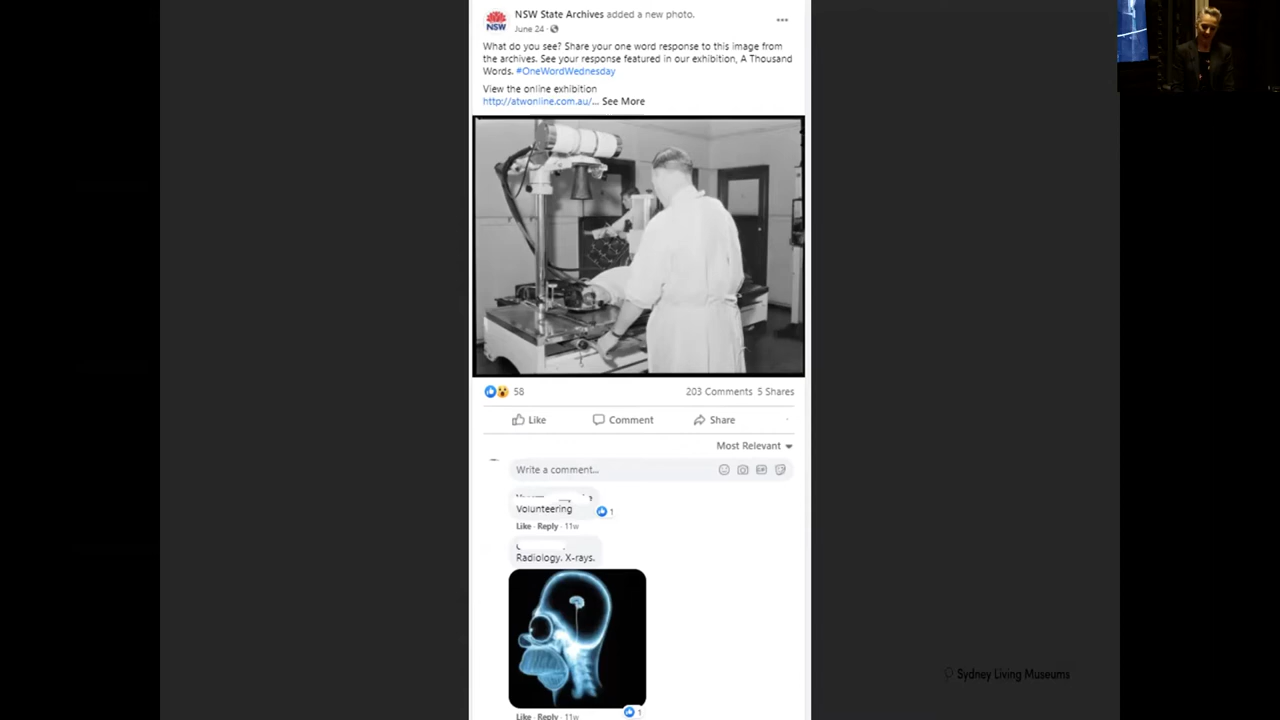 NSW State Archives added a new photo.
NSW
June 24 ·
What do you see? Share your one word response to this image from
the archives. See your response featured in our exhibition, A Thousand
Words. #OneWordWednesday
View the online exhibition
http://atwonline.com.au/... See More
58
203 Comments 5 Shares
Like
Comment
Share
Most Relevant
Write a comment...
Volunteering
1
Like · Reply · 11w
Radiology. X-rays.
1
Like · Reply · 11w
Sydney Living Museums